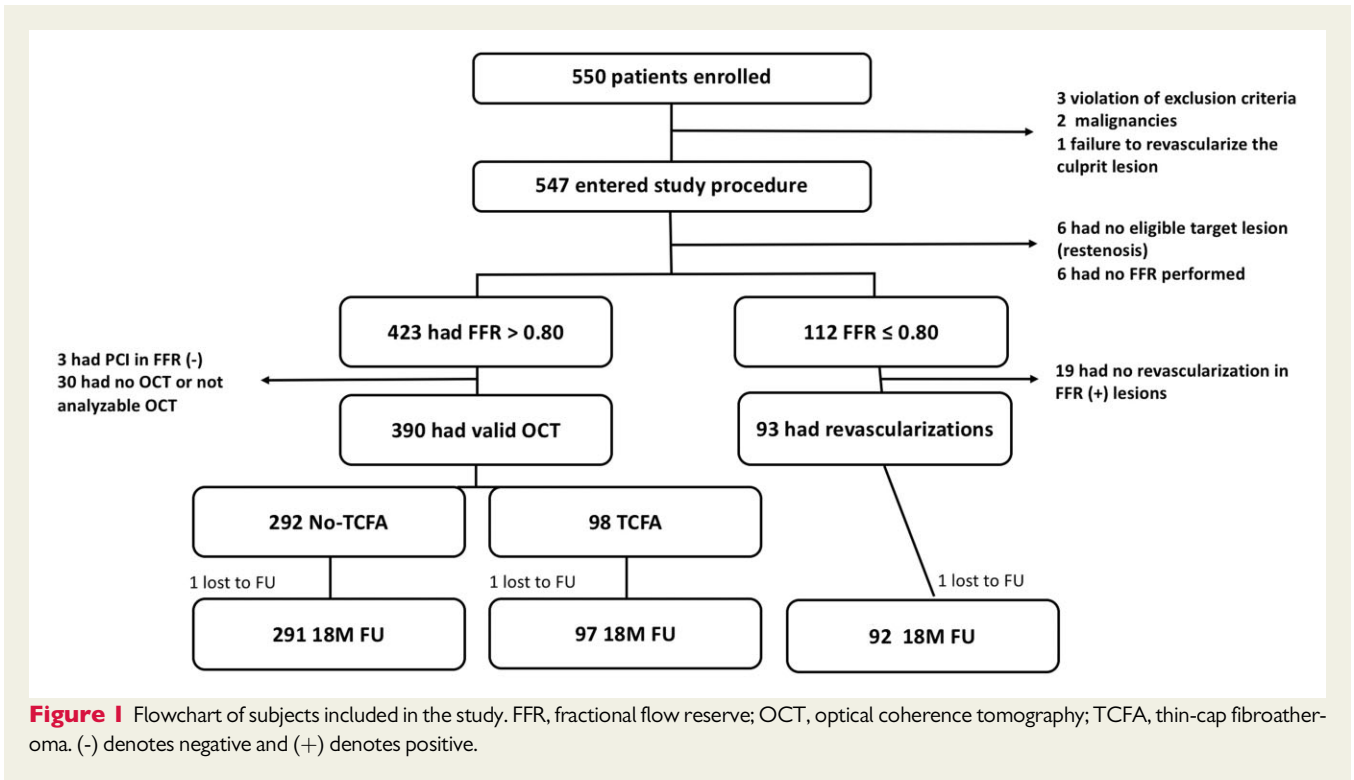 550 patients enrolled
3 violation of exclusion criteria
2 malignancies
1 failure to revascularize the
culprit lesion
547 entered study procedure
6 had no eligible target lesion
(restenosis)
6 had no FFR performed
423 had FFR > 0.80
112 FFR ≤ 0.80
3 had PCI in FFR (-)
30 had no OCT or not
analyzable OCT
19 had no revascularization in
FFR (+) lesions
390 had valid OCT
93 had revascularizations
292 No-TCFA
98 TCFA
1 lost to FU
1 lost to FU
1 lost to FU
291 18M FU
97 18M FU
92 18M FU
Figure 1 Flowchart of subjects included in the study. FFR, fractional flow reserve; OCT, optical coherence tomography; TCFA, thin-cap fibroather-
oma. (-) denotes negative and (+) denotes positive.